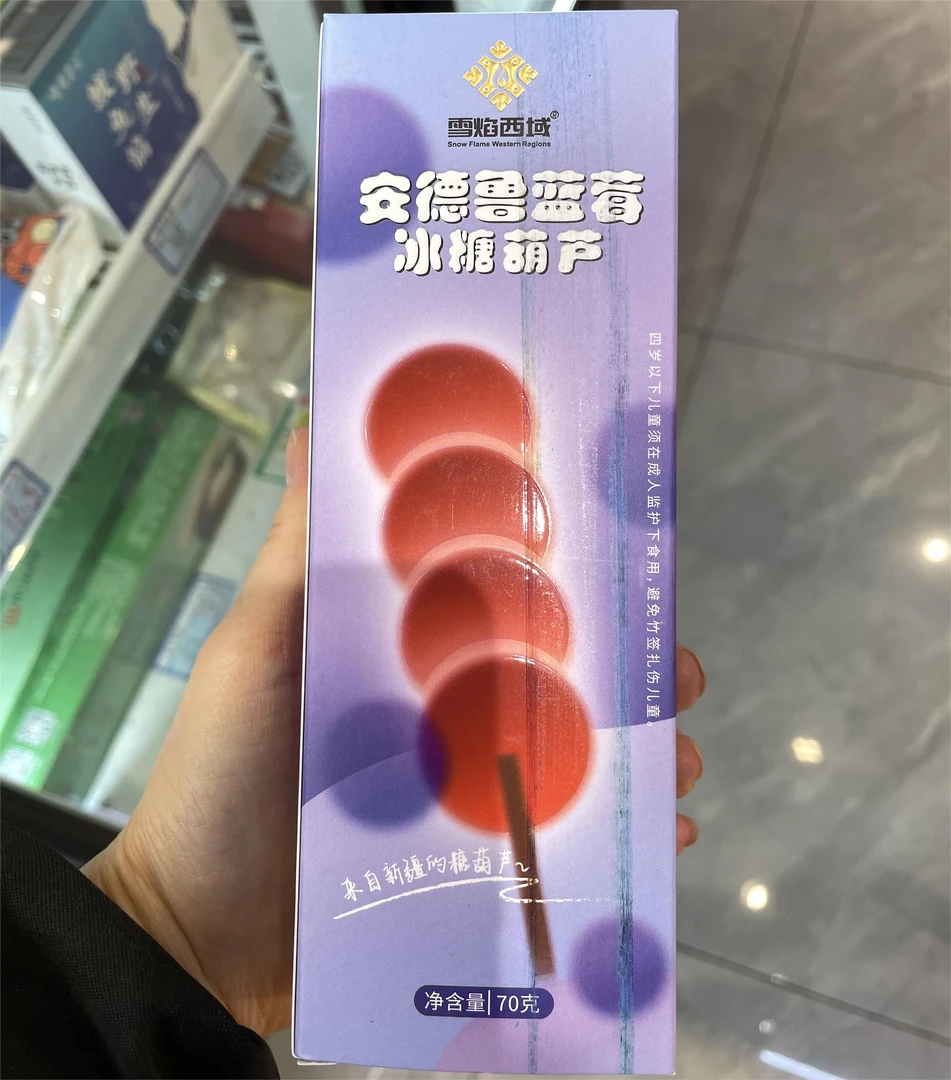 雪焰西域®
Snow Flame Western Regions
安德兽蓝莓
冰糖葫芦
四岁以下儿童须在成人监护下食用,避免竹签扎伤儿童。
来自新疆的糖葫芦~
净含量|70克